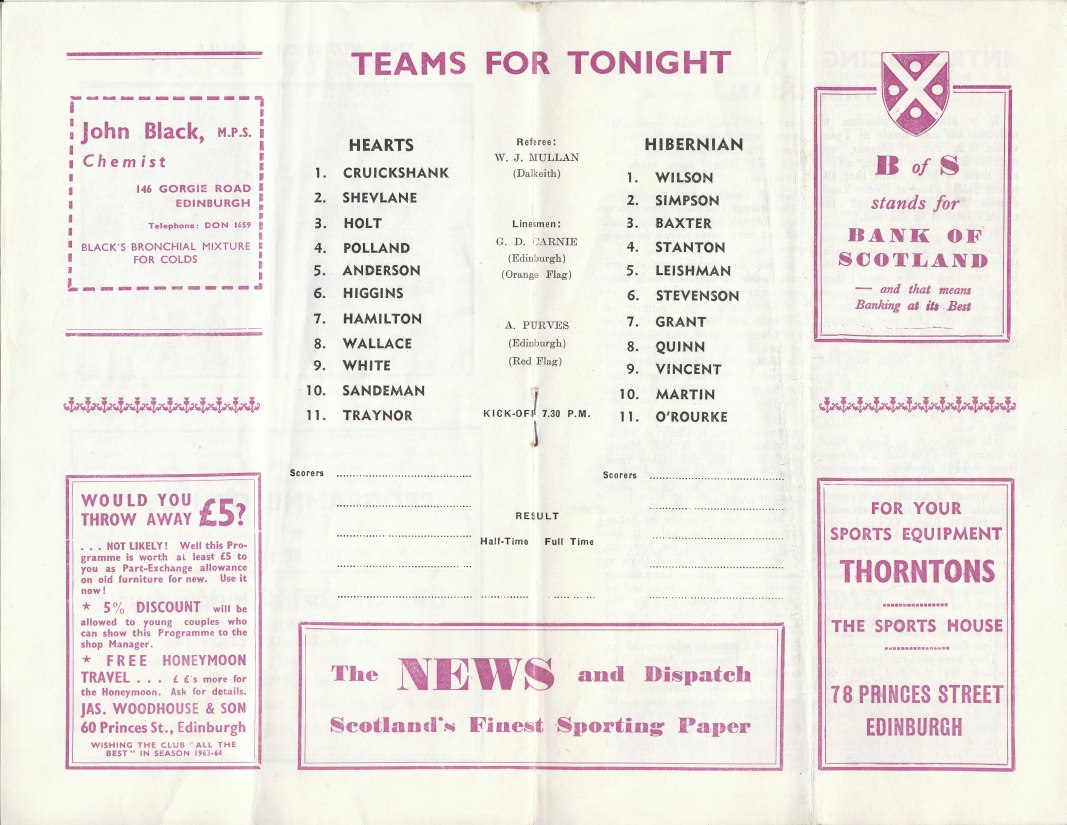 TEAMS FOR TONIGHT
John Black, M.P.S.
Chemist
146 GORGIE ROAD
EDINBURGH
Telephone: DON 1659
BLACK'S BRONCHIAL MIXTURE
FOR COLDS
WOULD YOU
THROW AWAY £5?
. . . NOT LIKELY! Well this Pro-
gramme is worth at least £5 to
you as Part-Exchange allowance
on old furniture for new. Use it
now!
★ 5% DISCOUNT will be
allowed to young couples who
can show this Programme to the
shop Manager.
★ FREE HONEYMOON
TRAVEL . . . £ £'s more for
the Honeymoon. Ask for details.
JAS. WOODHOUSE & SON
60 Princes St., Edinburgh
WISHING THE CLUB "ALL THE
BEST" IN SEASON 1963-64
HEARTS
1. CRUICKSHANK
2. SHEVLANE
3. HOLT
4. POLLAND
5. ANDERSON
6. HIGGINS
7. HAMILTON
8. WALLACE
9. WHITE
10. SANDEMAN
11. TRAYNOR
Referee:
W. J. MULLAN
(Dalkeith)
Linesmen:
G. D. CARNIE
(Edinburgh)
(Orange Flag)
A. PURVES
(Edinburgh)
(Red Flag)
KICK-OFF 7.30 P.M.
HIBERNIAN
1. WILSON
2. SIMPSON
3. BAXTER
4. STANTON
5. LEISHMAN
6. STEVENSON
7. GRANT
8. QUINN
9. VINCENT
10. MARTIN
11. O'ROURKE
Scorers
Scorers
RESULT
Half-Time Full Time
The NEWS and Dispatch
Scotland's Finest Sporting Paper
B of S
stands for
BANK OF
SCOTLAND
— and that means
Banking at its Best
FOR YOUR
SPORTS EQUIPMENT
THORNTONS
THE SPORTS HOUSE
78 PRINCES STREET
EDINBURGH